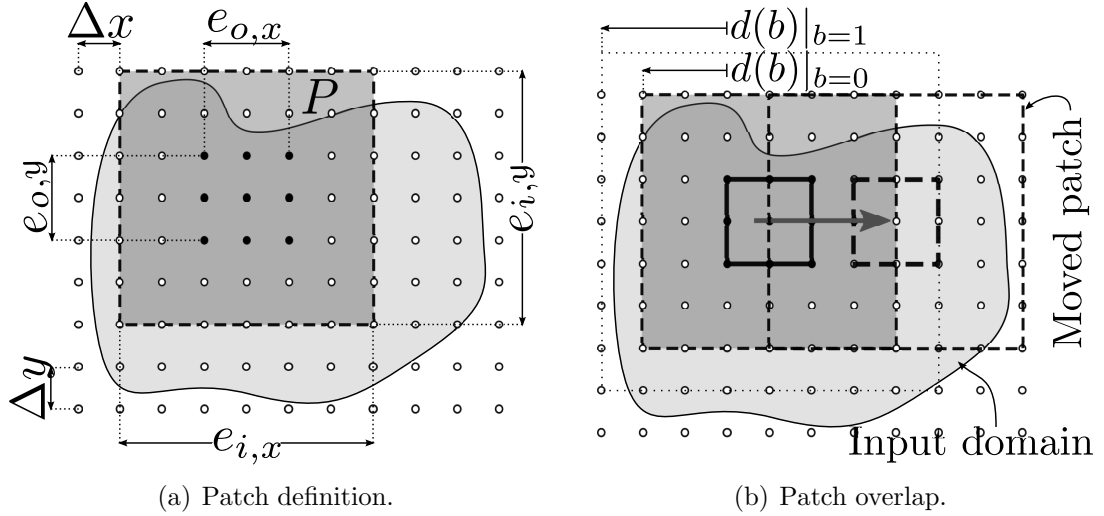 Δx
e_{o,x}
P
e_{o,y}
e_{i,y}
Δy
e_{i,x}
(a) Patch definition.
d(b)|_{b=1}
d(b)|_{b=0}
Moved patch
Input domain
(b) Patch overlap.